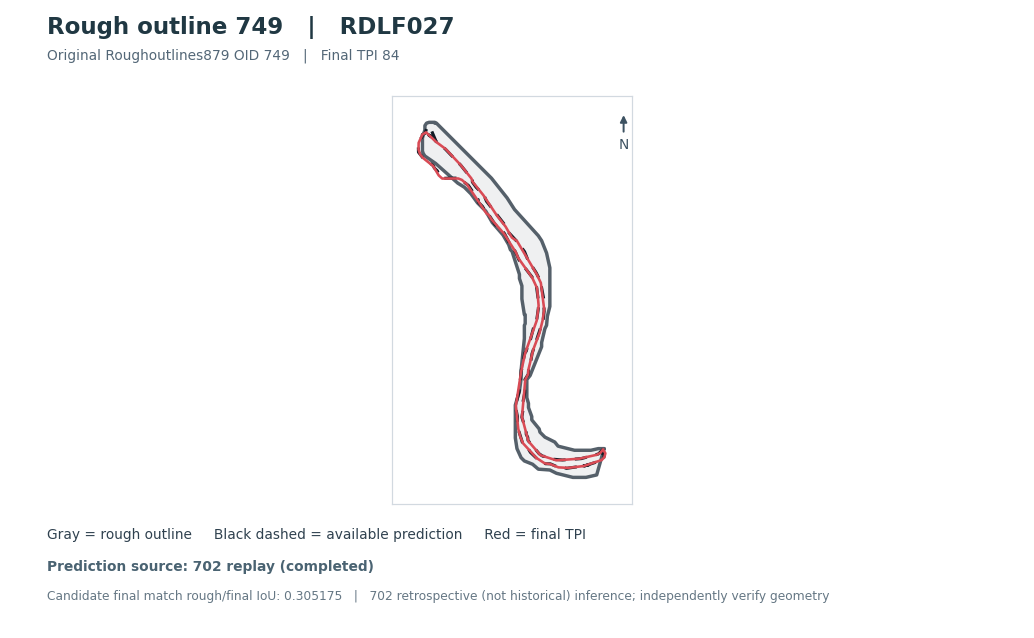 Rough outline 749   |   RDLF027
Original Roughoutlines879 OID 749   |   Final TPI 84
N
Gray = rough outline     Black dashed = available prediction     Red = final TPI
Prediction source: 702 replay (completed)
Candidate final match rough/final IoU: 0.305175   |   702 retrospective (not historical) inference; independently verify geometry